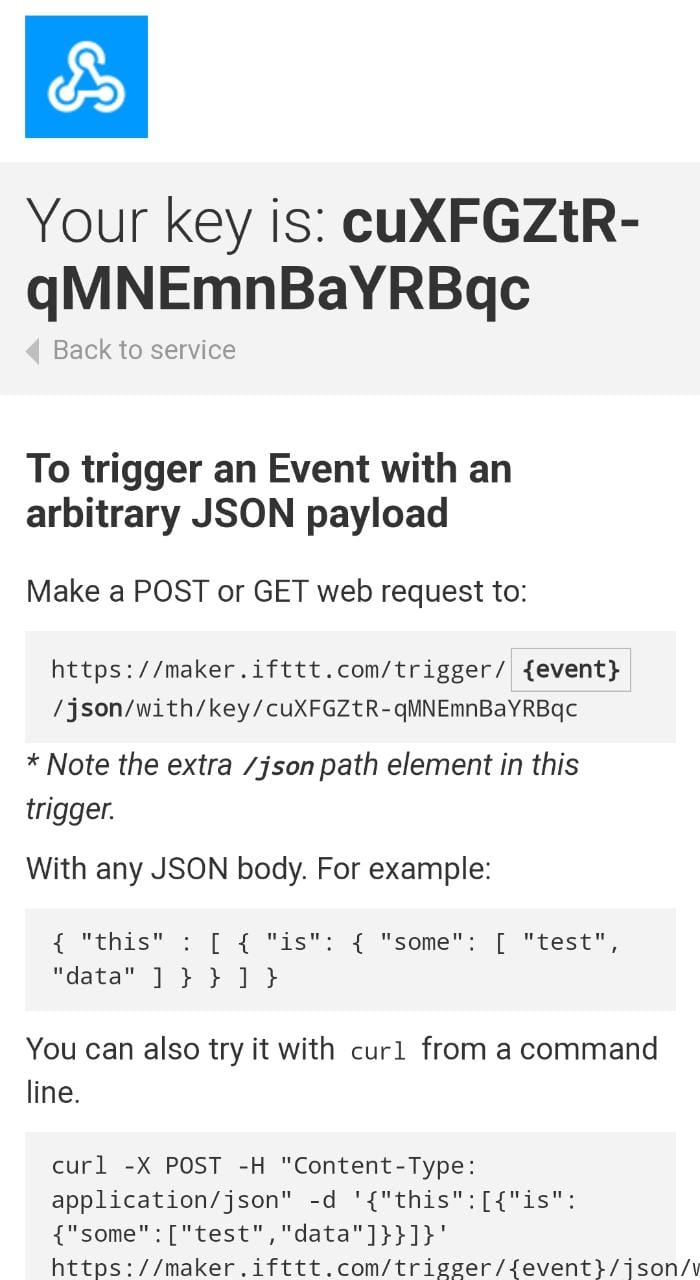 Your key is: cuXFGZtR-
qMNEmnBaYRBqc
Back to service
To trigger an Event with an
arbitrary JSON payload
Make a POST or GET web request to:
https://maker.ifttt.com/trigger/ {event}
/json/with/key/cuXFGZtR-qMNEmnBaYRBqc
* Note the extra /json path element in this
trigger.
With any JSON body. For example:
{ "this" : [ { "is": { "some": [ "test",
"data" ] } } ] }
You can also try it with curl from a command
line.
curl -X POST -H "Content-Type:
application/json" -d '{"this":[{"is":
{"some":["test","data"]}}]}'
https://maker.ifttt.com/trigger/{event}/json/